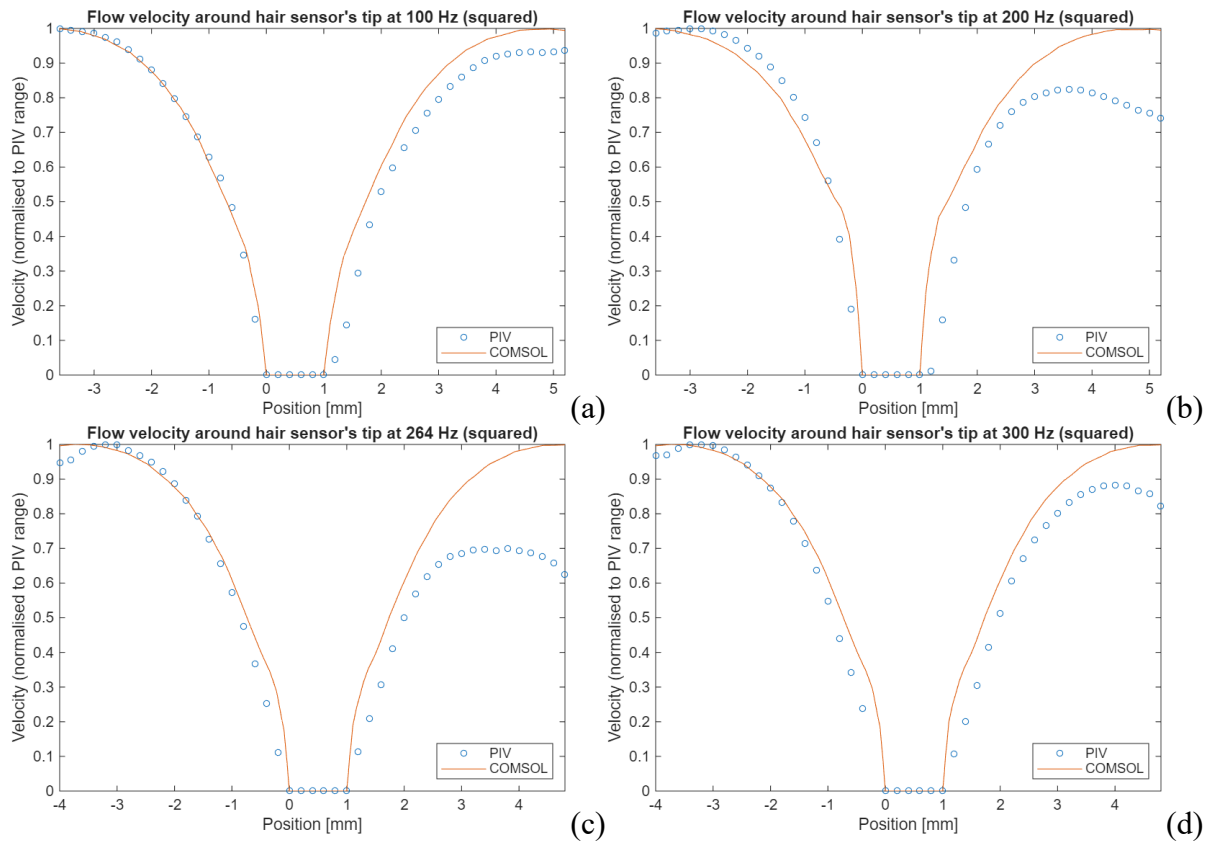 Flow velocity around hair sensor's tip at 100 Hz (squared)
Velocity (normalised to PIV range)
1
0.9
0.8
0.7
0.6
0.5
0.4
0.3
0.2
0.1
0
-3 -2 -1 0 1 2 3 4 5
Position [mm]
PIV
COMSOL
(a)
Flow velocity around hair sensor's tip at 200 Hz (squared)
Velocity (normalised to PIV range)
1
0.9
0.8
0.7
0.6
0.5
0.4
0.3
0.2
0.1
0
-3 -2 -1 0 1 2 3 4 5
Position [mm]
PIV
COMSOL
(b)
Flow velocity around hair sensor's tip at 264 Hz (squared)
Velocity (normalised to PIV range)
1
0.9
0.8
0.7
0.6
0.5
0.4
0.3
0.2
0.1
0
-4 -3 -2 -1 0 1 2 3 4
Position [mm]
PIV
COMSOL
(c)
Flow velocity around hair sensor's tip at 300 Hz (squared)
Velocity (normalised to PIV range)
1
0.9
0.8
0.7
0.6
0.5
0.4
0.3
0.2
0.1
0
-4 -3 -2 -1 0 1 2 3 4
Position [mm]
PIV
COMSOL
(d)